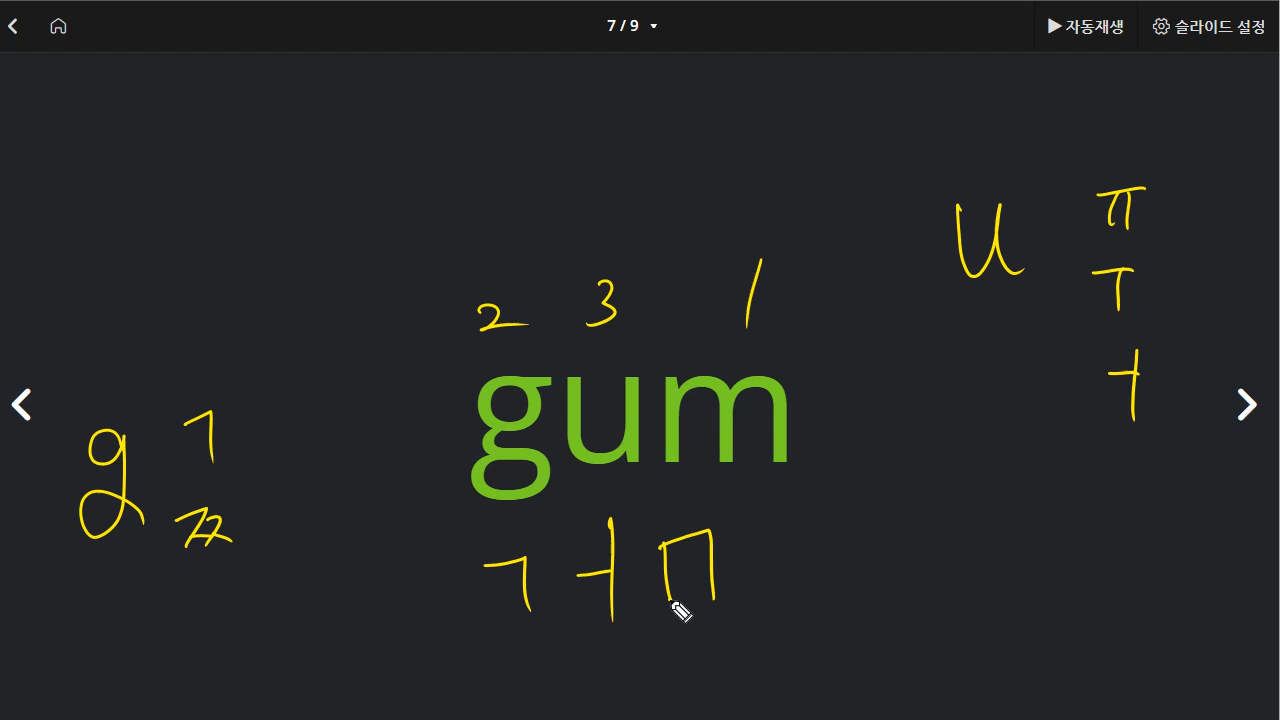 7 / 9
자동재생
슬라이드 설정
u ㅠ
ㅜ
ㅓ
2 3 1
gum
g ㄱ
ㅉ
ㄱ ㅓ